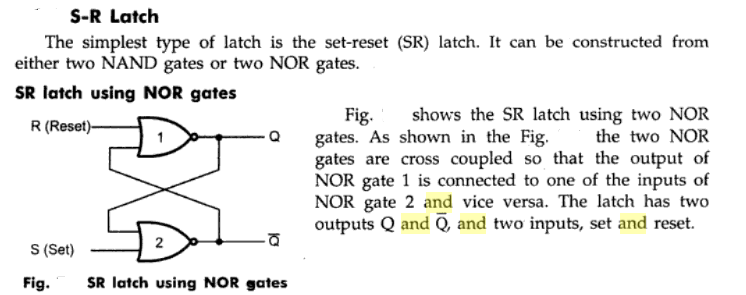 S-R Latch
The simplest type of latch is the set-reset (SR) latch. It can be constructed from
either two NAND gates or two NOR gates.
SR latch using NOR gates
R (Reset)
1
Q
2
Q̅
S (Set)
Fig. SR latch using NOR gates
Fig. shows the SR latch using two NOR
gates. As shown in the Fig. the two NOR
gates are cross coupled so that the output of
NOR gate 1 is connected to one of the inputs of
NOR gate 2 and vice versa. The latch has two
outputs Q and Q̅, and two inputs, set and reset.